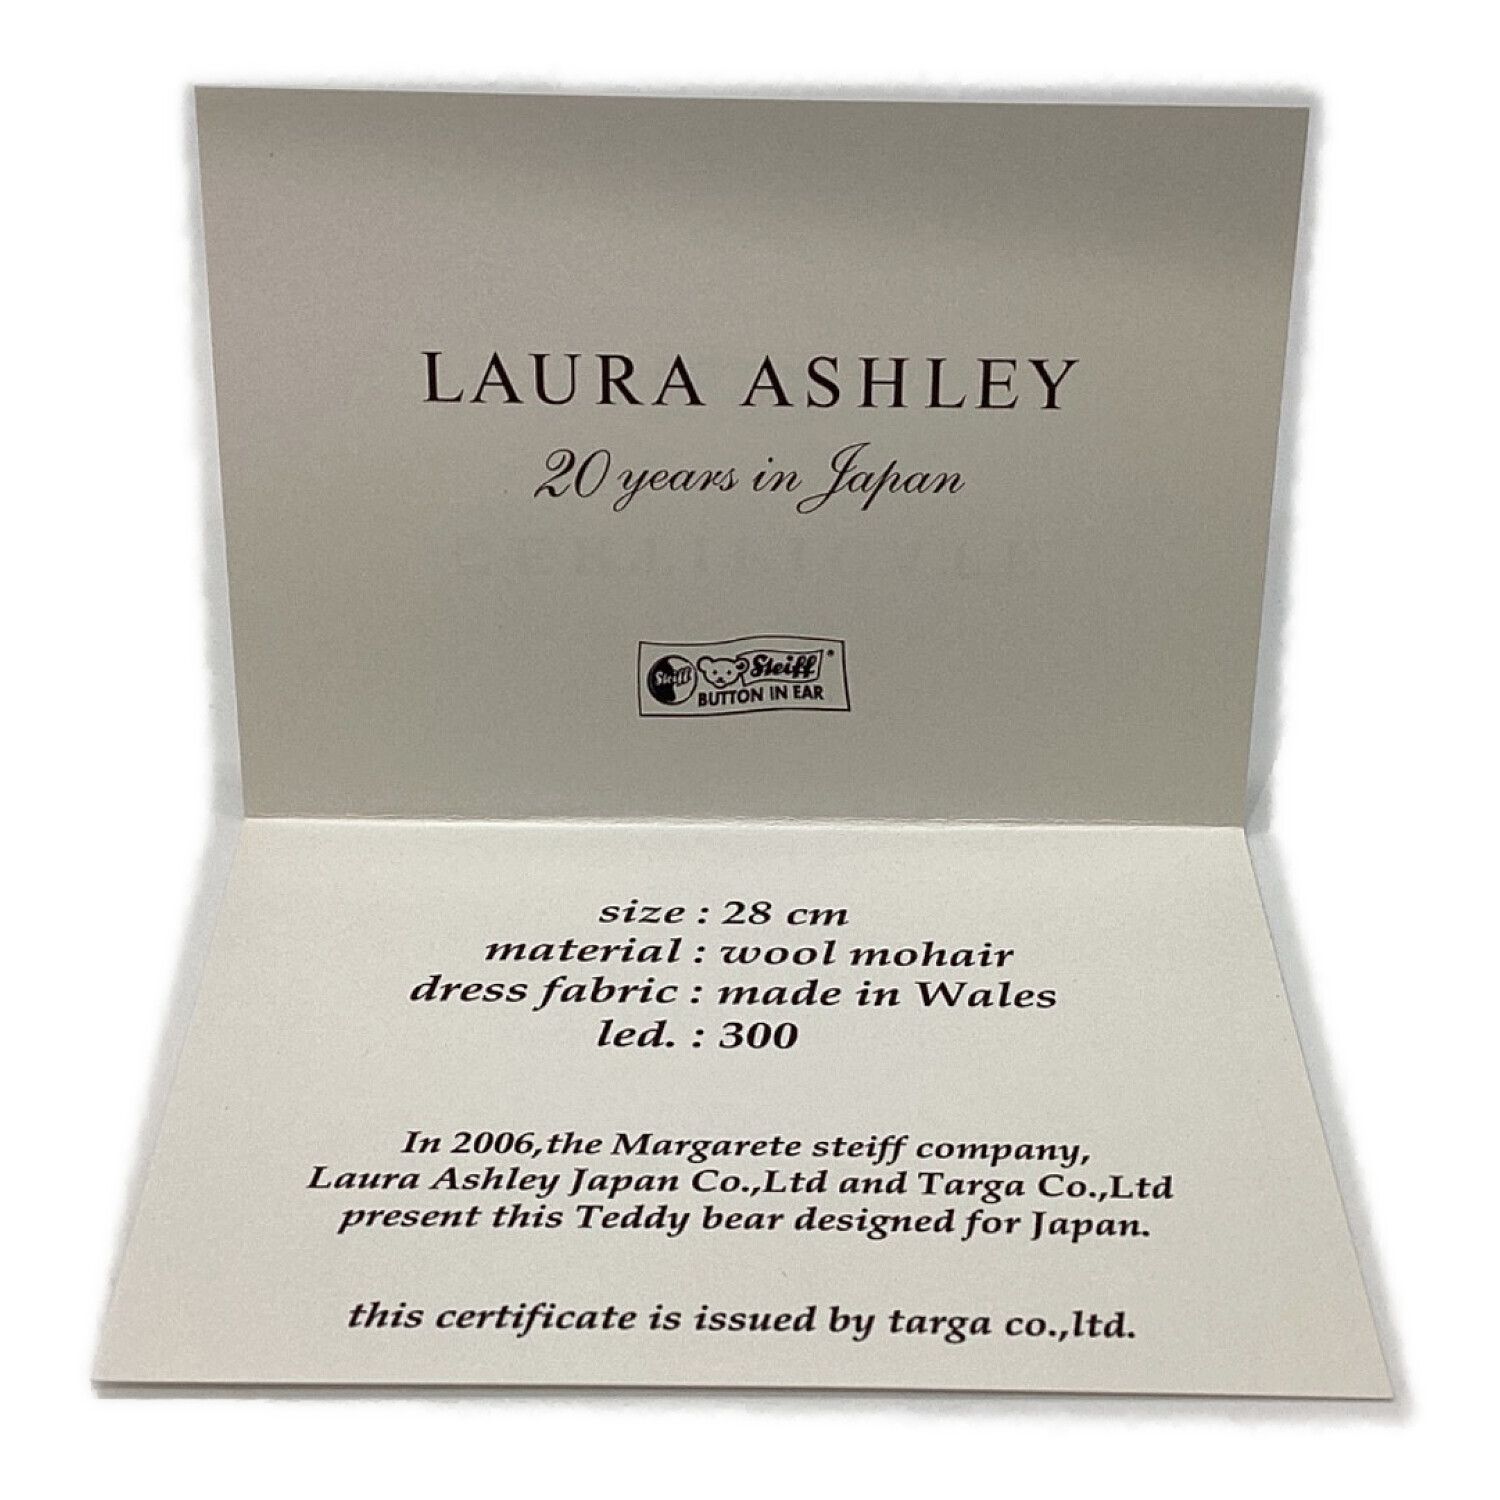 LAURA ASHLEY
20 years in Japan
Steiff Steiff®
BUTTON IN EAR
size : 28 cm
material : wool mohair
dress fabric : made in Wales
led. : 300
In 2006,the Margarete steiff company,
Laura Ashley Japan Co.,Ltd and Targa Co.,Ltd
present this Teddy bear designed for Japan.
this certificate is issued by targa co.,ltd.